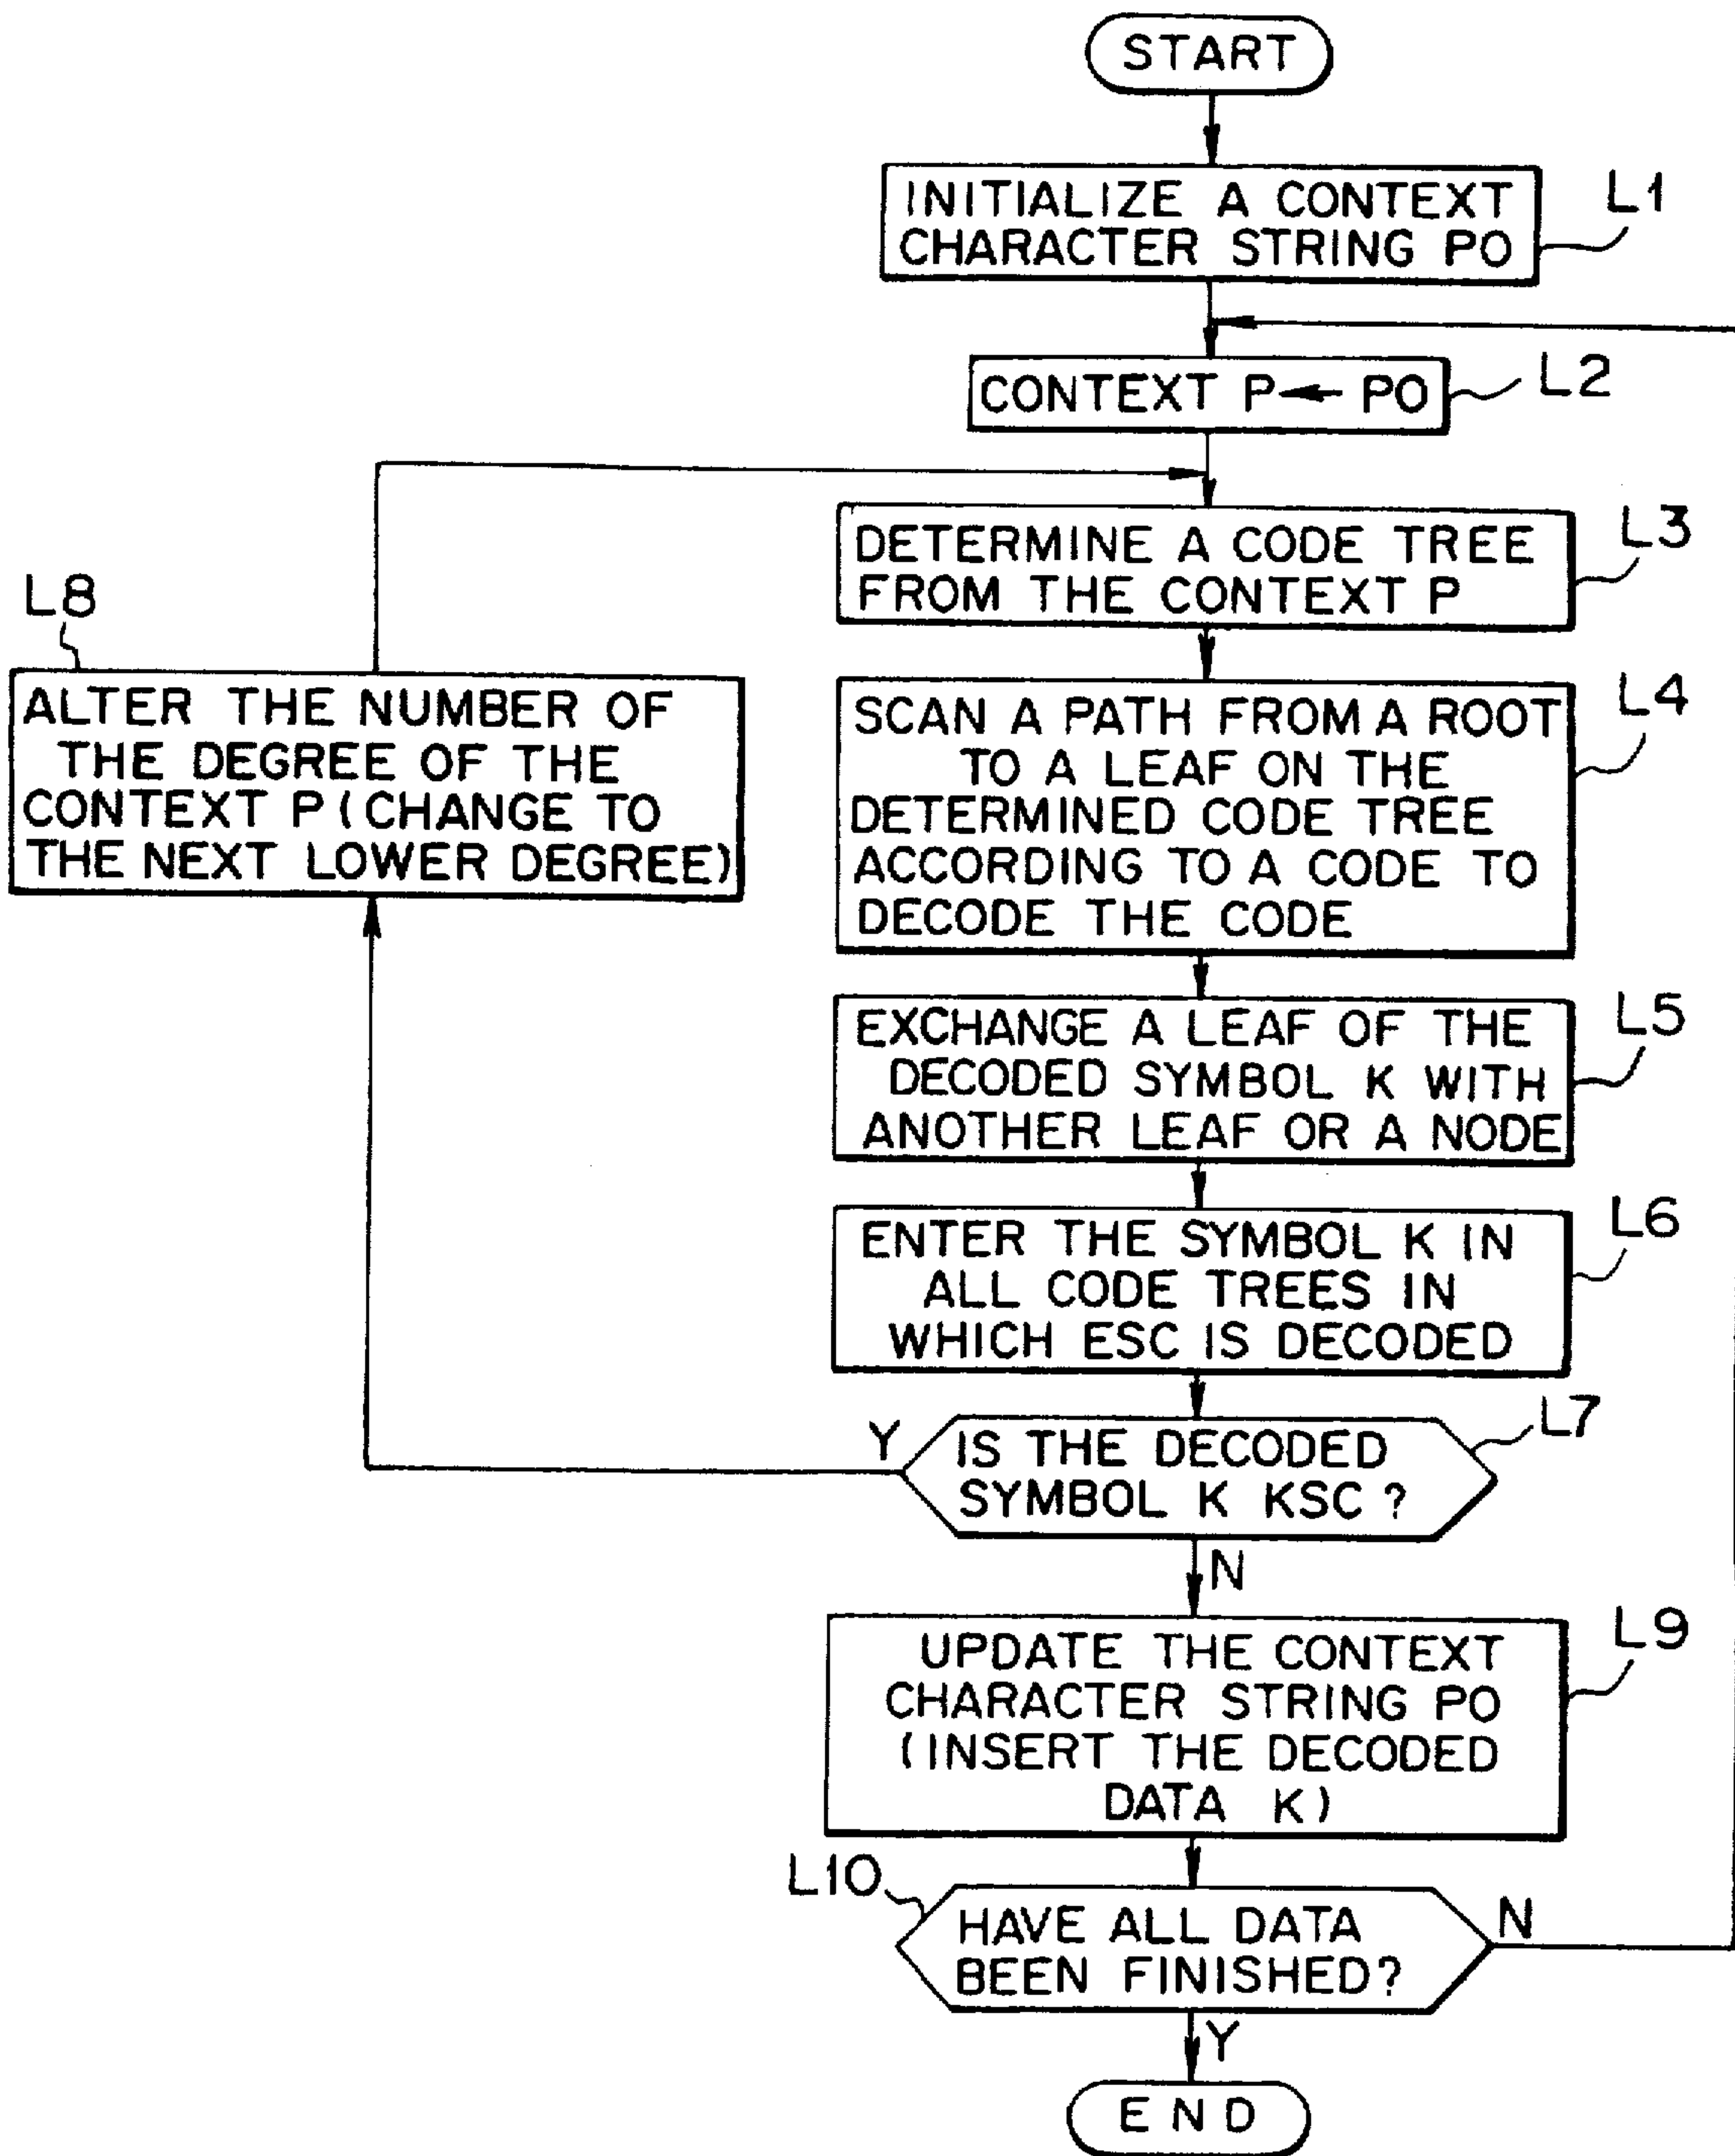 START
INITIALIZE A CONTEXT
CHARACTER STRING PO
L1
CONTEXT P ← PO
L2
DETERMINE A CODE TREE
FROM THE CONTEXT P
L3
L8
ALTER THE NUMBER OF
THE DEGREE OF THE
CONTEXT P (CHANGE TO
THE NEXT LOWER DEGREE)
SCAN A PATH FROM A ROOT
TO A LEAF ON THE
DETERMINED CODE TREE
ACCORDING TO A CODE TO
DECODE THE CODE
L4
EXCHANGE A LEAF OF THE
DECODED SYMBOL K WITH
ANOTHER LEAF OR A NODE
L5
ENTER THE SYMBOL K IN
ALL CODE TREES IN
WHICH ESC IS DECODED
L6
Y
IS THE DECODED
SYMBOL K KSC?
L7
N
UPDATE THE CONTEXT
CHARACTER STRING PO
(INSERT THE DECODED
DATA K)
L9
L10
HAVE ALL DATA
BEEN FINISHED?
N
Y
END